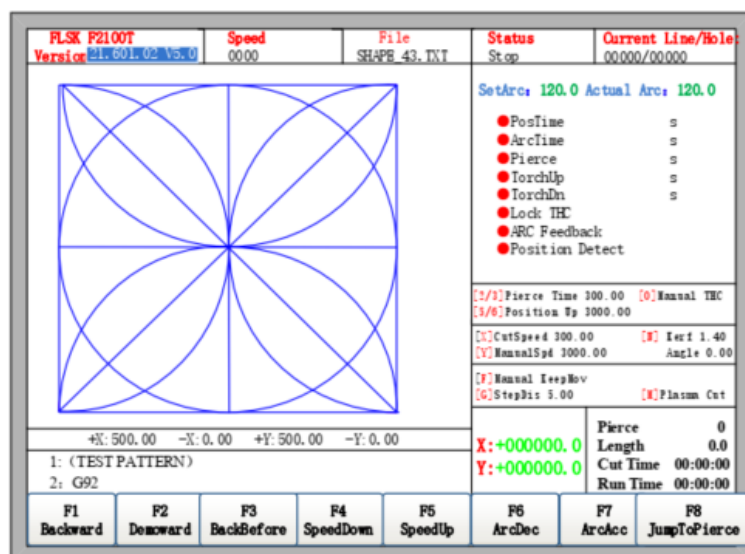 FLSK F2100T Speed File Status Current Line/Hole:
Version 21.601.02 V5.0 0000 SHAPE_43.TXT Stop 00000/00000
SetArc: 120.0 Actual Arc: 120.0
PosTime s
ArcTime s
Pierce s
TorchUp s
TorchDn s
Lock THC
ARC Feedback
Position Detect
[2/3]Pierce Time 300.00 [O]Manual THC
[3/6]Position Up 3000.00
[X]CutSpeed 300.00 [W] Kerf 1.40
[Y]ManualSpd 3000.00 Angle 0.00
[F]Manual KeepMov
[G]StepDis 5.00 [M]Plasma Cut
+X:500.00 -X:0.00 +Y:500.00 -Y:0.00
1: (TEST PATTERN)
2: G92
X:+000000.0
Y:+000000.0
Pierce 0
Length 0.0
Cut Time 00:00:00
Run Time 00:00:00
F1 F2 F3 F4 F5 F6 F7 F8
Backward Demoward BackBefore SpeedDown SpeedUp ArcDec ArcAcc JumpToPierce